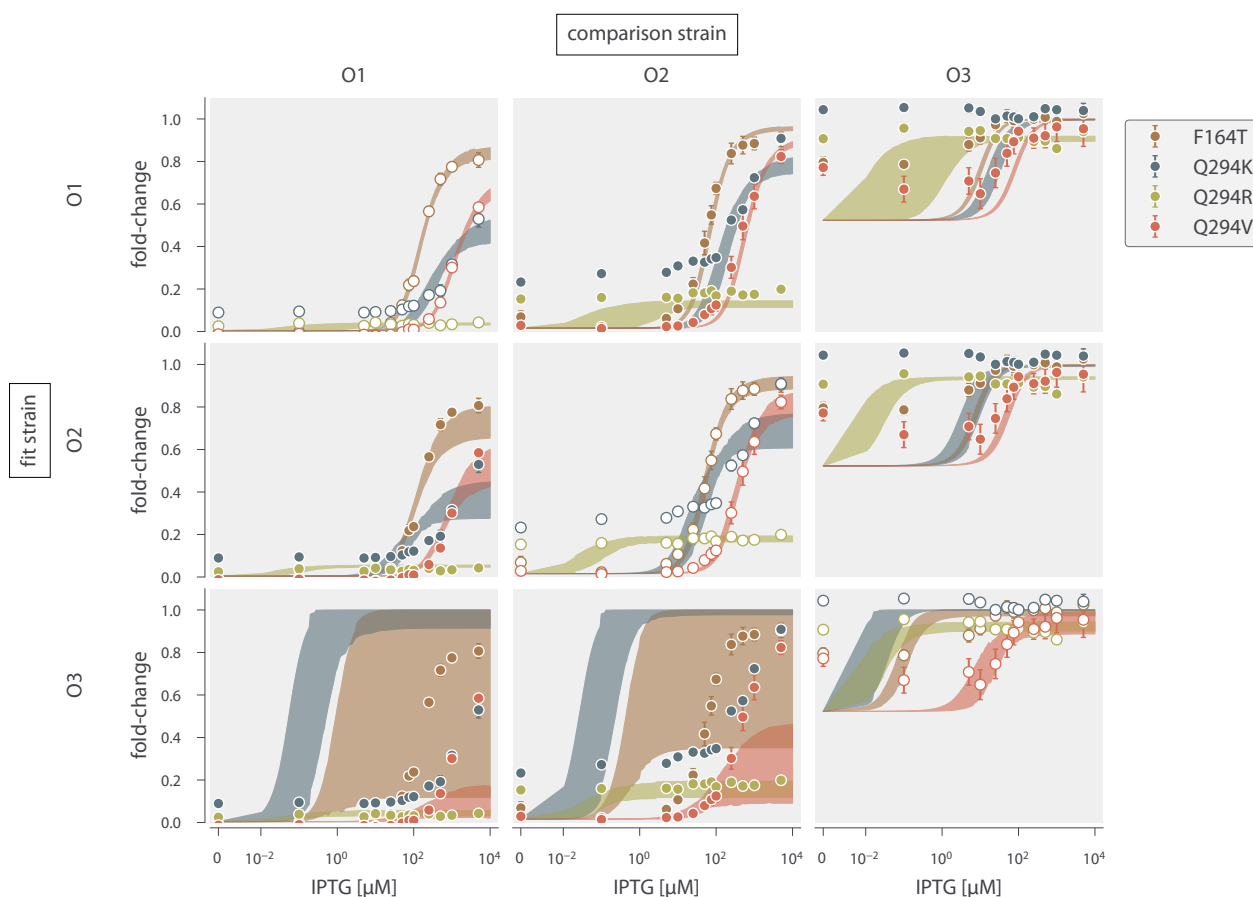 comparison strain
O1 O2 O3
fit strain
O1
fold-change
1.0
0.8
0.6
0.4
0.2
0.0
F164T
Q294K
Q294R
Q294V
O2
fold-change
1.0
0.8
0.6
0.4
0.2
0.0
O3
fold-change
1.0
0.8
0.6
0.4
0.2
0.0
0 10⁻² 10⁰ 10² 10⁴
0 10⁻² 10⁰ 10² 10⁴
0 10⁻² 10⁰ 10² 10⁴
IPTG [µM] IPTG [µM] IPTG [µM]